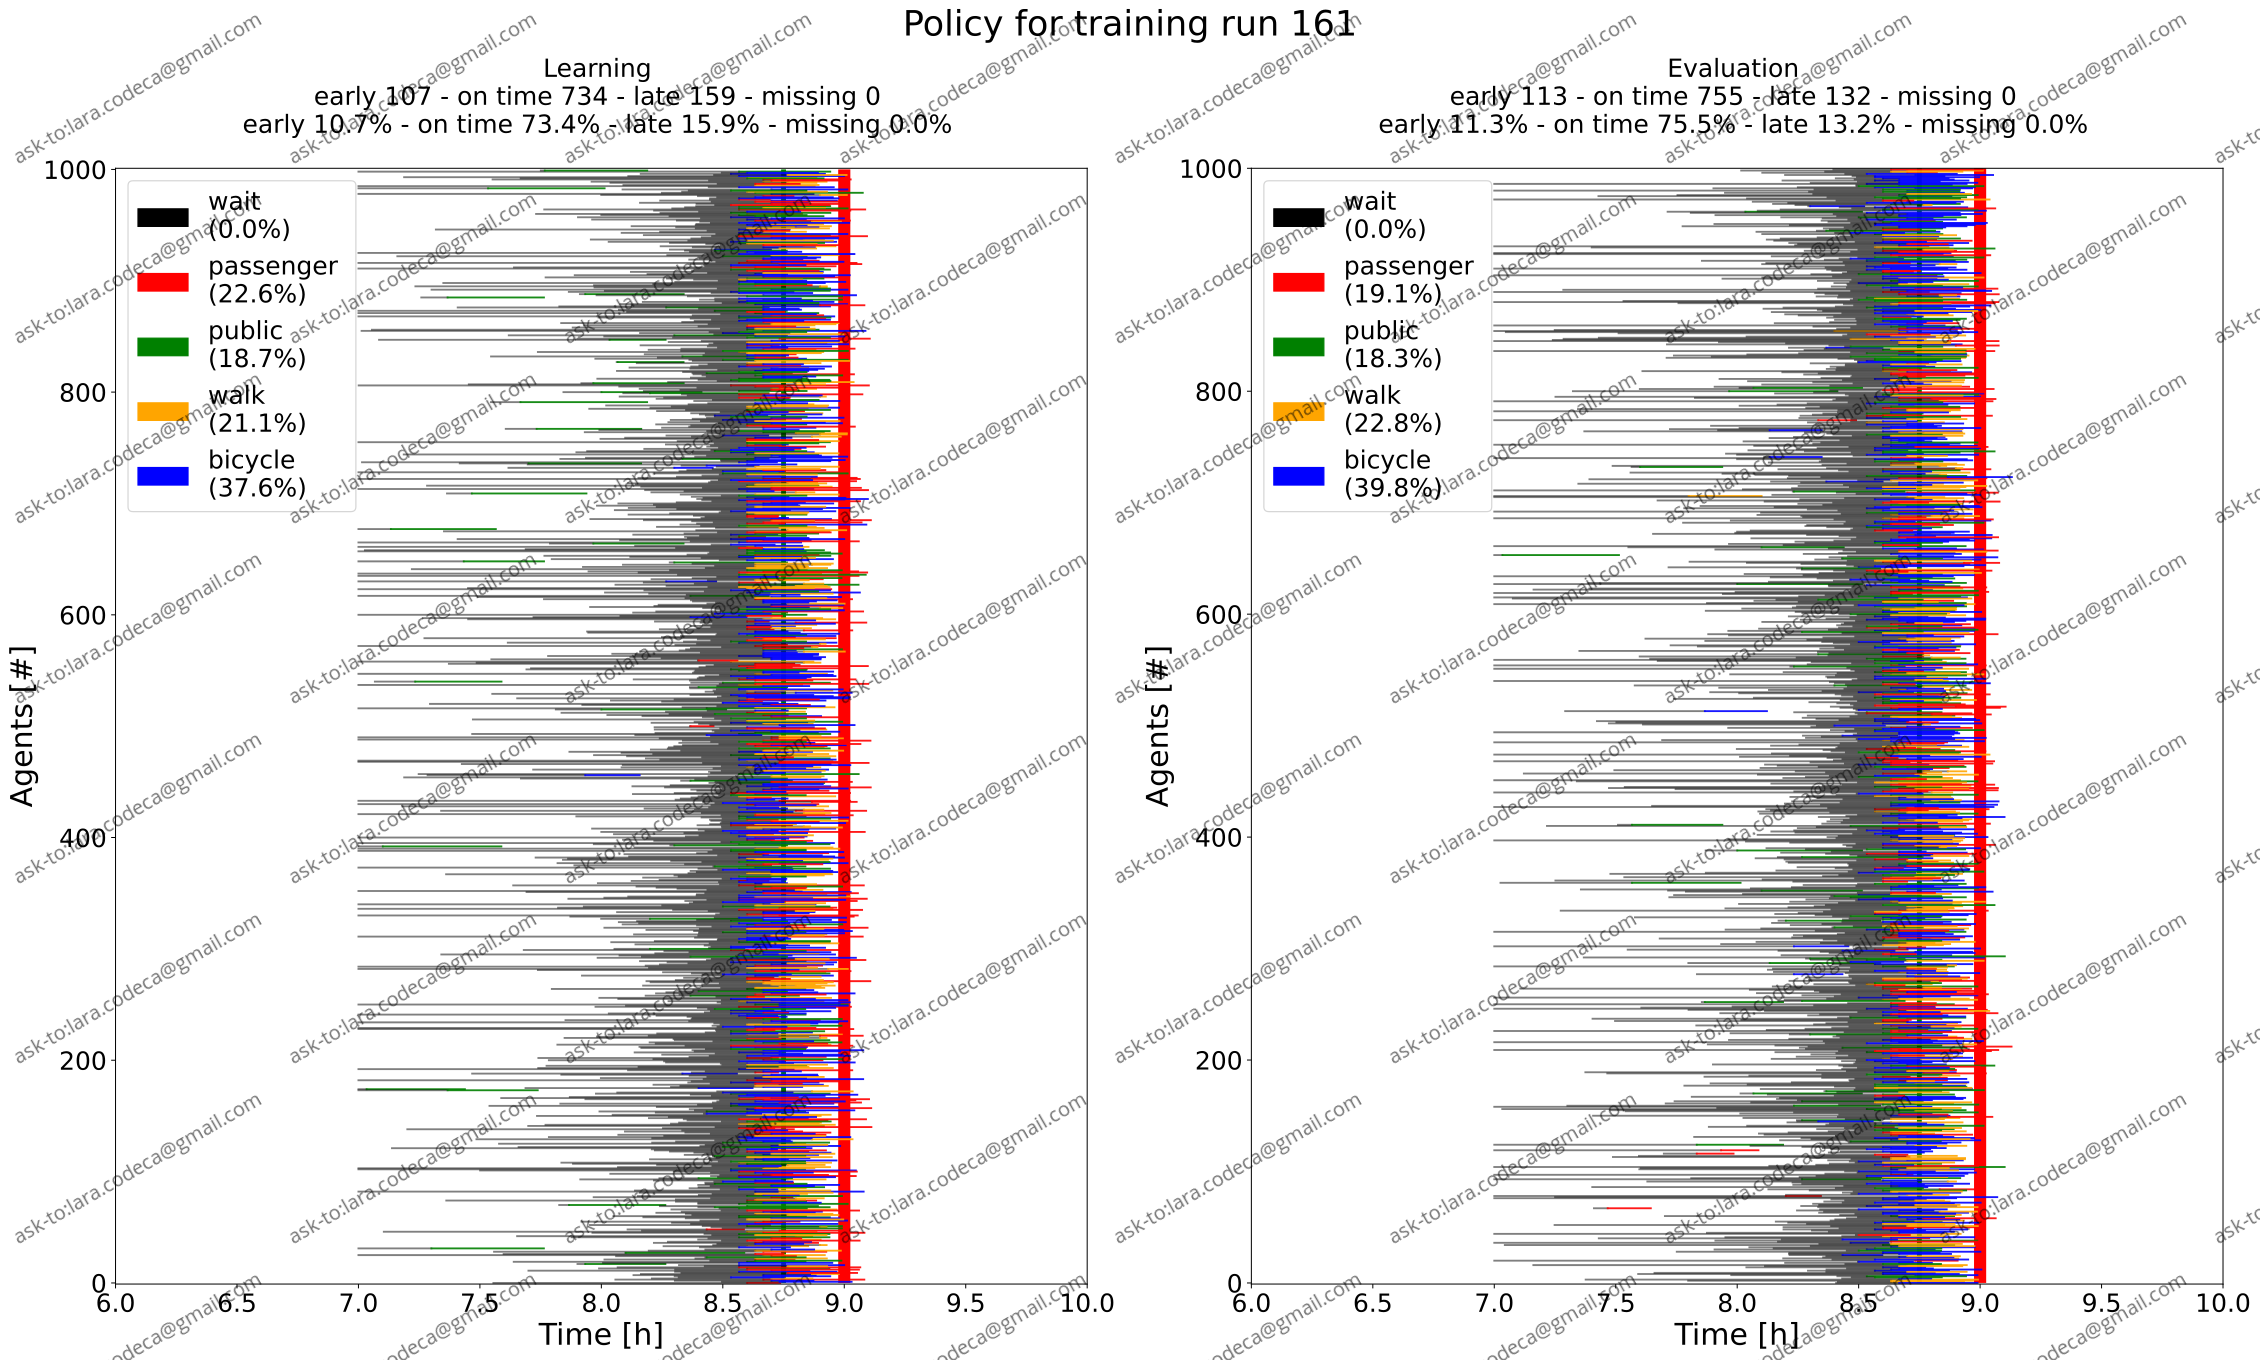 Policy for training run 161
Learning
early 107 - on time 734 - late 159 - missing 0
early 10.7% - on time 73.4% - late 15.9% - missing 0.0%
1000
800
600
400
200
0
Agents [#]
wait
(0.0%)
passenger
(22.6%)
public
(18.7%)
walk
(21.1%)
bicycle
(37.6%)
6.0 6.5 7.0 7.5 8.0 8.5 9.0 9.5 10.0
Time [h]
Evaluation
early 113 - on time 755 - late 132 - missing 0
early 11.3% - on time 75.5% - late 13.2% - missing 0.0%
1000
800
600
400
200
0
Agents [#]
wait
(0.0%)
passenger
(19.1%)
public
(18.3%)
walk
(22.8%)
bicycle
(39.8%)
6.0 6.5 7.0 7.5 8.0 8.5 9.0 9.5 10.0
Time [h]
ask-to:lara.codeca@gmail.com